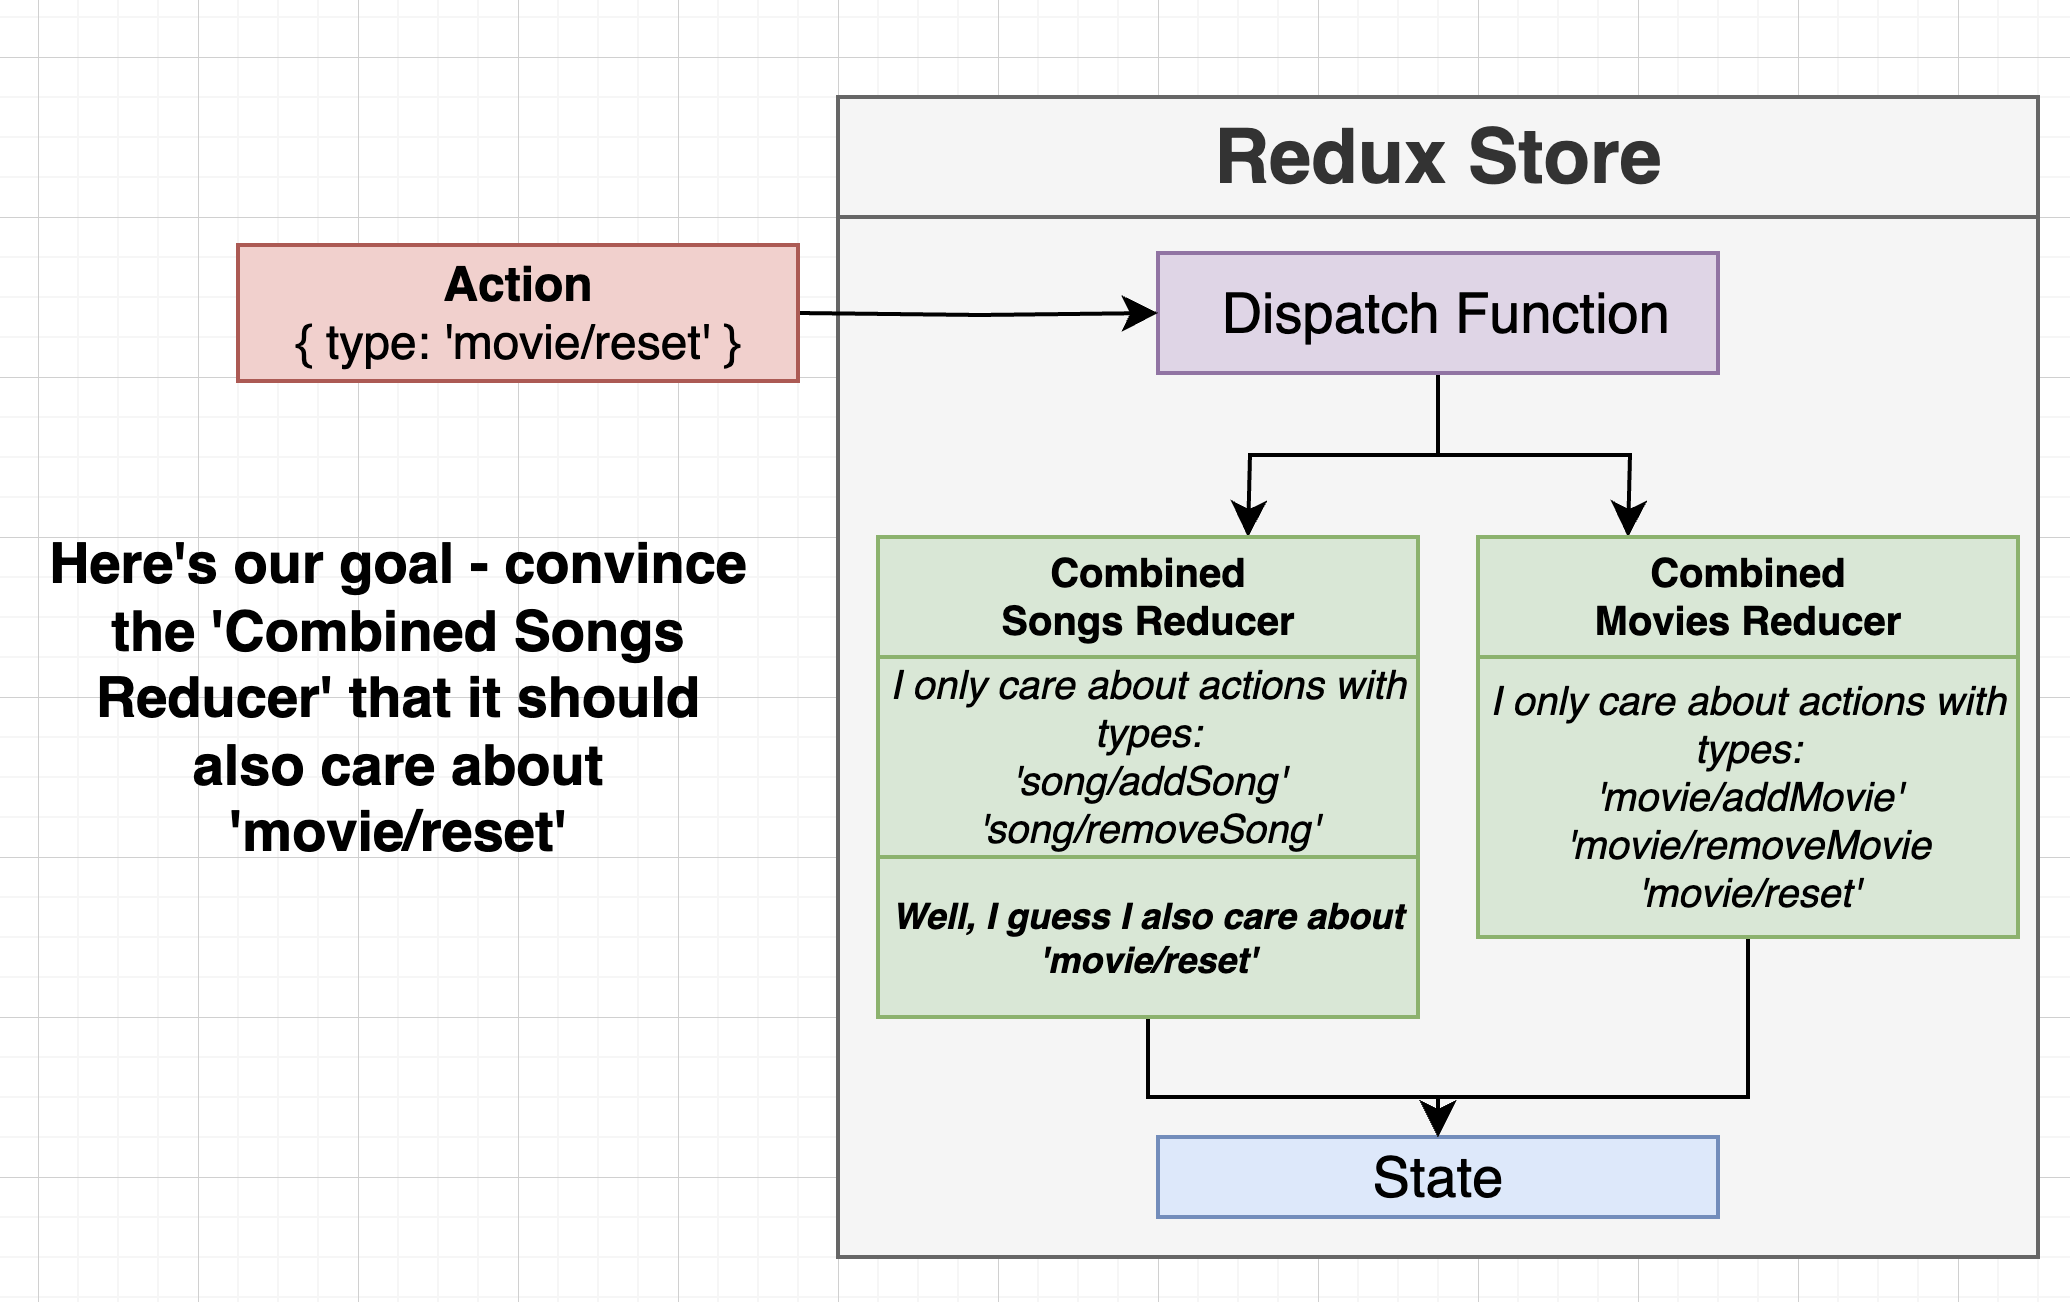 Redux Store
Action
{ type: 'movie/reset' }
Dispatch Function
Here's our goal - convince
the 'Combined Songs
Reducer' that it should
also care about
'movie/reset'
Combined
Songs Reducer
I only care about actions with
types:
'song/addSong'
'song/removeSong'
Well, I guess I also care about
'movie/reset'
Combined
Movies Reducer
I only care about actions with
types:
'movie/addMovie'
'movie/removeMovie
'movie/reset'
State